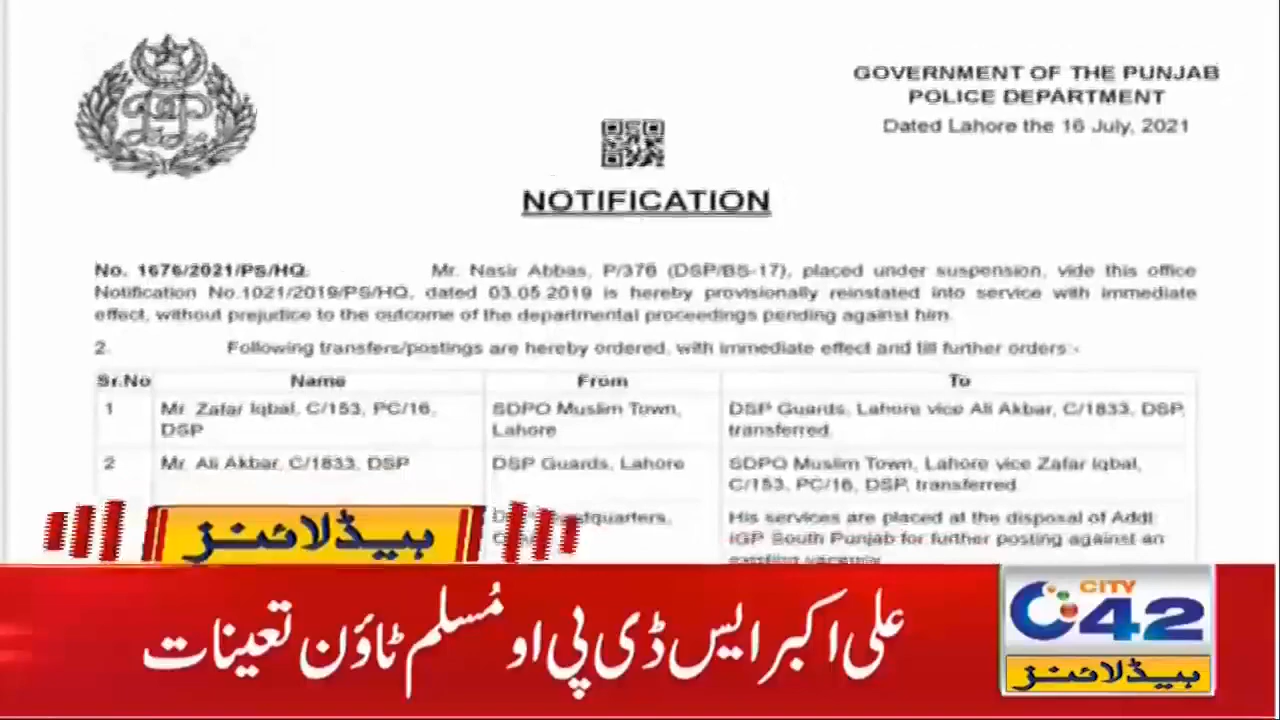 GOVERNMENT OF THE PUNJAB
POLICE DEPARTMENT
Dated Lahore the 16 July, 2021
NOTIFICATION
No. 1676/2021/PS/HQ. Mr. Nasir Abbas, P/376 (DSP/BS-17), placed under suspension, vide this office
Notification No.1021/2019/PS/HQ, dated 03.05.2019 is hereby provisionally reinstated into service with immediate
effect, without prejudice to the outcome of the departmental proceedings pending against him.
2. Following transfers/postings are hereby ordered, with immediate effect and till further orders:-
Sr.No Name From To
1 Mr. Zafar Iqbal, C/153, PC/16, SDPO Muslim Town, DSP Guards, Lahore vice Ali Akbar, C/1833, DSP,
DSP Lahore transferred.
2 Mr. Ali Akbar, C/1833, DSP DSP Guards, Lahore SDPO Muslim Town, Lahore vice Zafar Iqbal,
C/153, PC/16, DSP, transferred.
His services are placed at the disposal of Addl:
IGP South Punjab for further posting against an
existing vacancy
ہیڈلائنز
علی اکبر ایس ڈی پی او مُسلم ٹاؤن تعینات
CITY
42
ہیڈلائنز